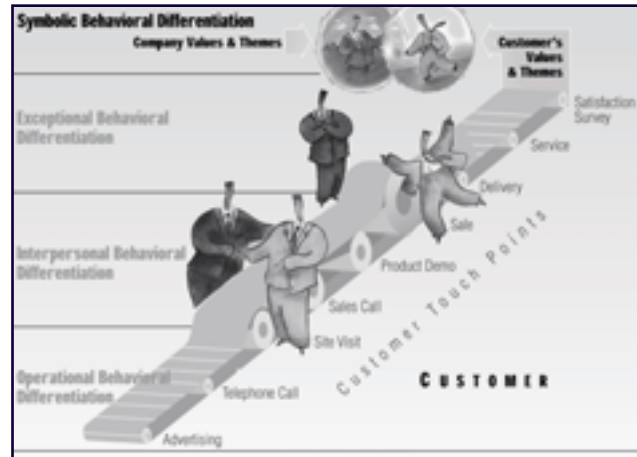 Symbolic Behavioral Differentiation
Company Values & Themes
Customer's
Values
& Themes
Exceptional Behavioral
Differentiation
Satisfaction
Survey
Service
Delivery
Sale
Interpersonal Behavioral
Differentiation
Product Demo
Sales Call
Site Visit
Customer Touch Points
Operational Behavioral
Differentiation
CUSTOMER
Telephone Call
Advertising